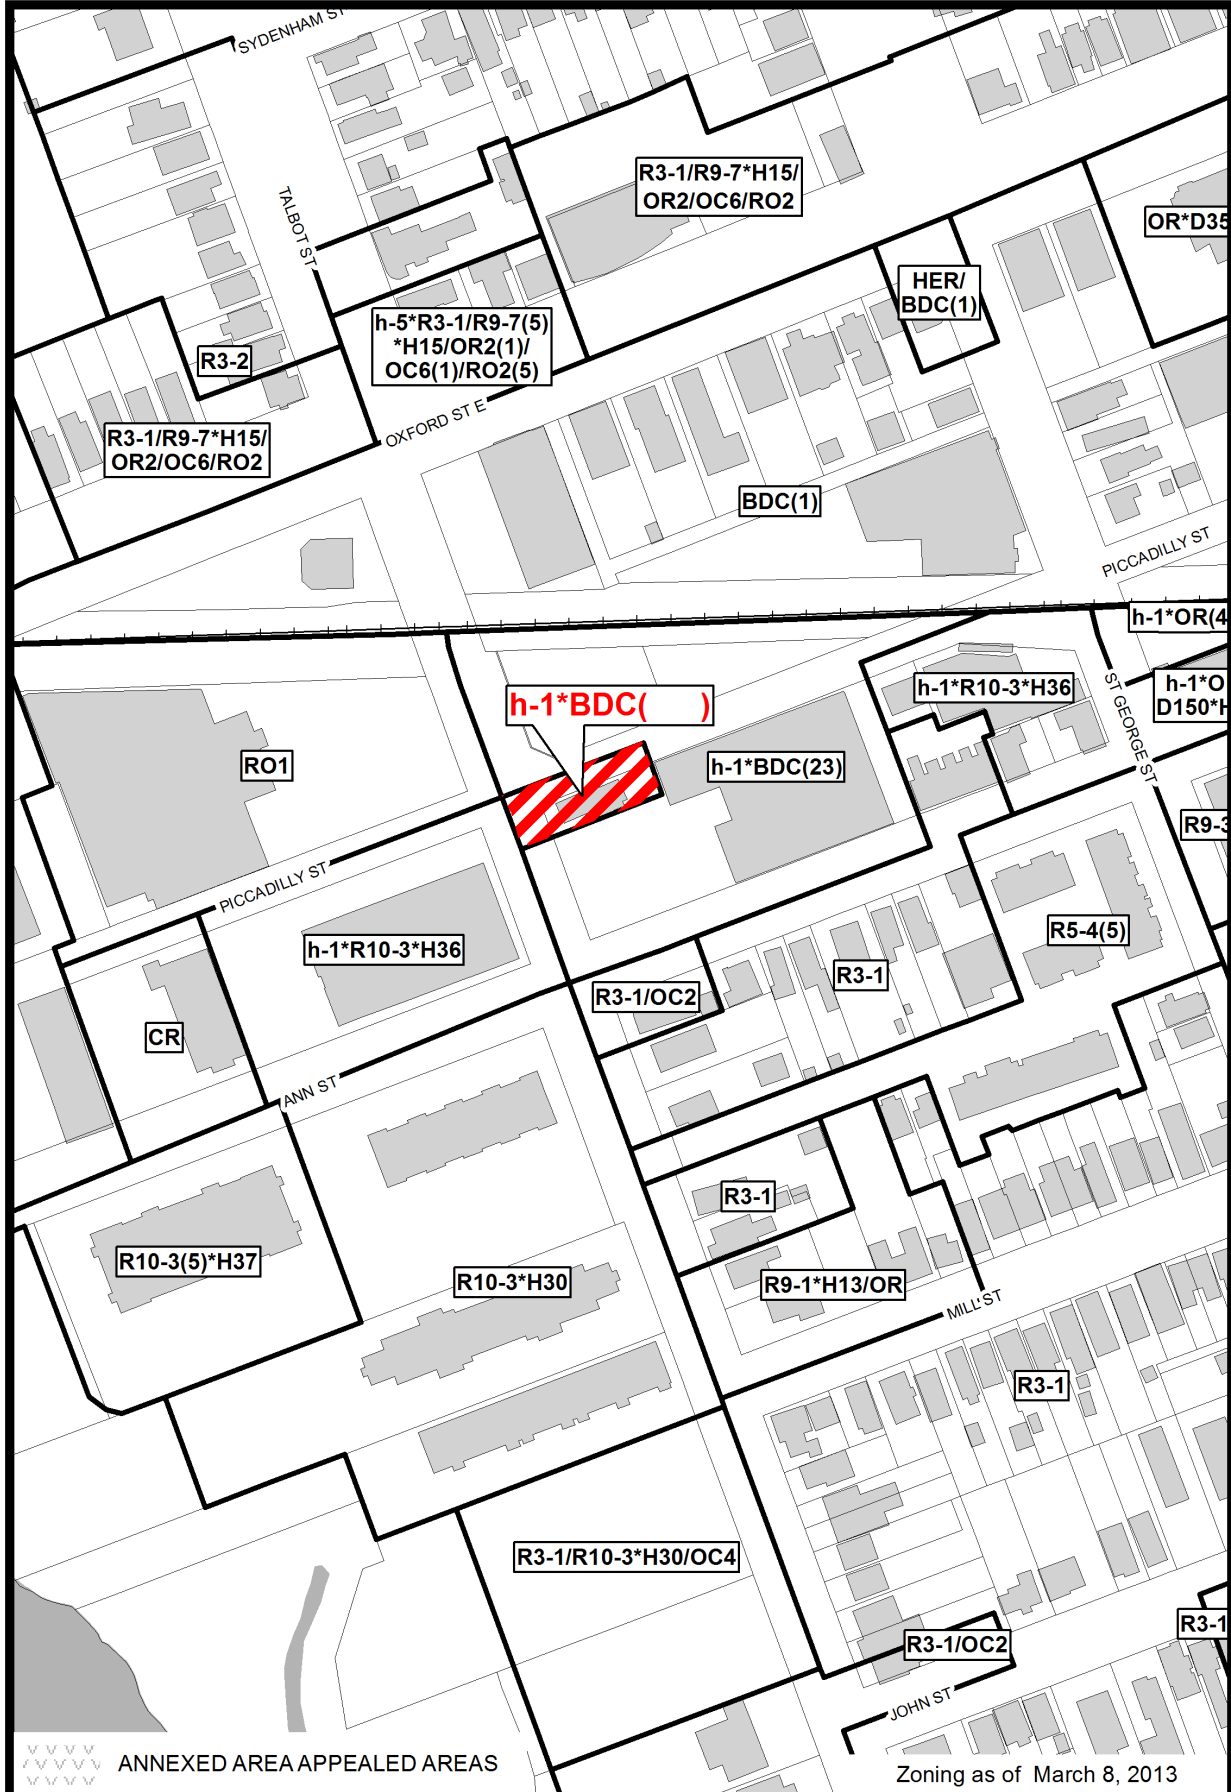 SYDENHAM ST
R3-1/R9-7*H15/
OR2/OC6/RO2
TALBOT ST
OR*D35
HER/
BDC(1)
h-5*R3-1/R9-7(5)
*H15/OR2(1)/
OC6(1)/RO2(5)
R3-2
OXFORD ST E
R3-1/R9-7*H15/
OR2/OC6/RO2
BDC(1)
PICCADILLY ST
h-1*OR(4
h-1*R10-3*H36
h-1*O
D150*H
ST GEORGE ST
h-1*BDC( )
RO1
h-1*BDC(23)
R9-3
PICCADILLY ST
R5-4(5)
h-1*R10-3*H36
R3-1
R3-1/OC2
CR
ANN ST
R3-1
R10-3(5)*H37
R10-3*H30
R9-1*H13/OR
MILL ST
R3-1
R3-1/R10-3*H30/OC4
R3-1
R3-1/OC2
JOHN ST
ANNEXED AREA APPEALED AREAS
Zoning as of March 8, 2013